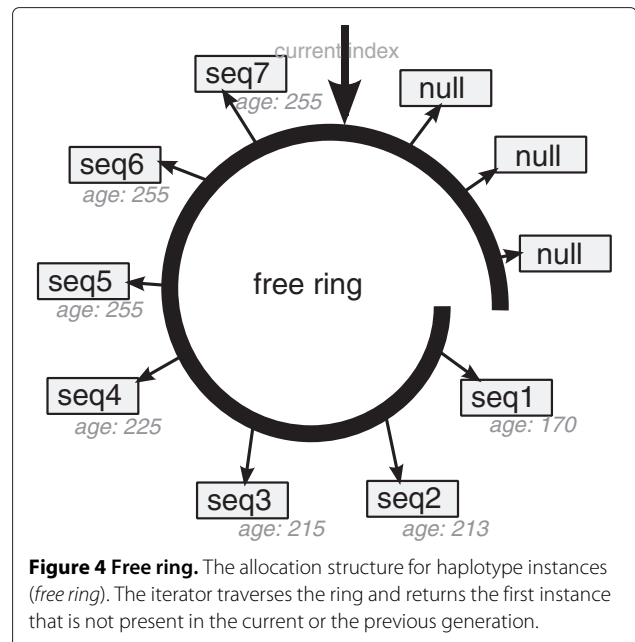 current index
seq7
age: 255
null
seq6
age: 255
null
seq5
age: 255
free ring
null
seq4
age: 225
seq1
age: 170
seq3
age: 215
seq2
age: 213
Figure 4 Free ring. The allocation structure for haplotype instances
(free ring). The iterator traverses the ring and returns the first instance
that is not present in the current or the previous generation.